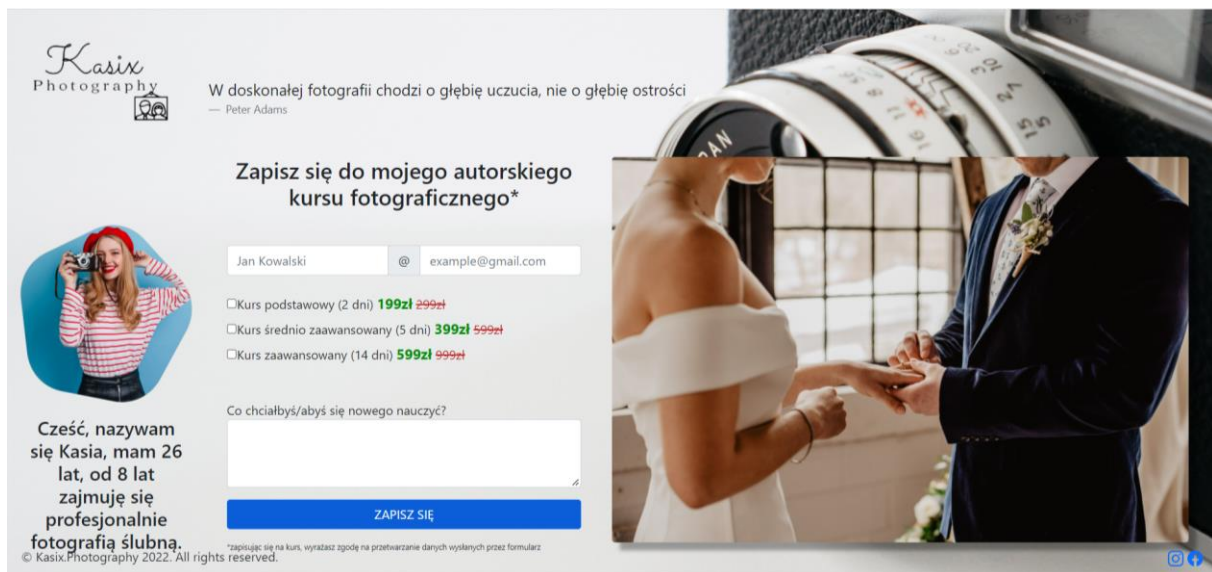 Kasix
Photography
W doskonałej fotografii chodzi o głębię uczucia, nie o głębię ostrości
— Peter Adams
Zapisz się do mojego autorskiego
kursu fotograficznego*
Jan Kowalski @ example@gmail.com
Kurs podstawowy (2 dni) 199zł 299zł
Kurs średnio zaawansowany (5 dni) 399zł 599zł
Kurs zaawansowany (14 dni) 599zł 999zł
Co chciałbyś/abyś się nowego nauczyć?
ZAPISZ SIĘ
*zapisując się na kurs, wyrażasz zgodę na przetwarzanie danych wysłanych przez formularz
Cześć, nazywam
się Kasia, mam 26
lat, od 8 lat
zajmuję się
profesjonalnie
fotografią ślubną.
© Kasix.Photography 2022. All rights reserved.